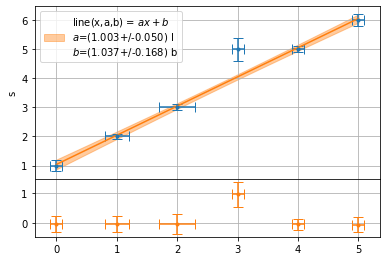 line(x,a,b) = ax + b
a=(1.003+/-0.050) l
b=(1.037+/-0.168) b
s
6
5
4
3
2
1
1
0
0 1 2 3 4 5